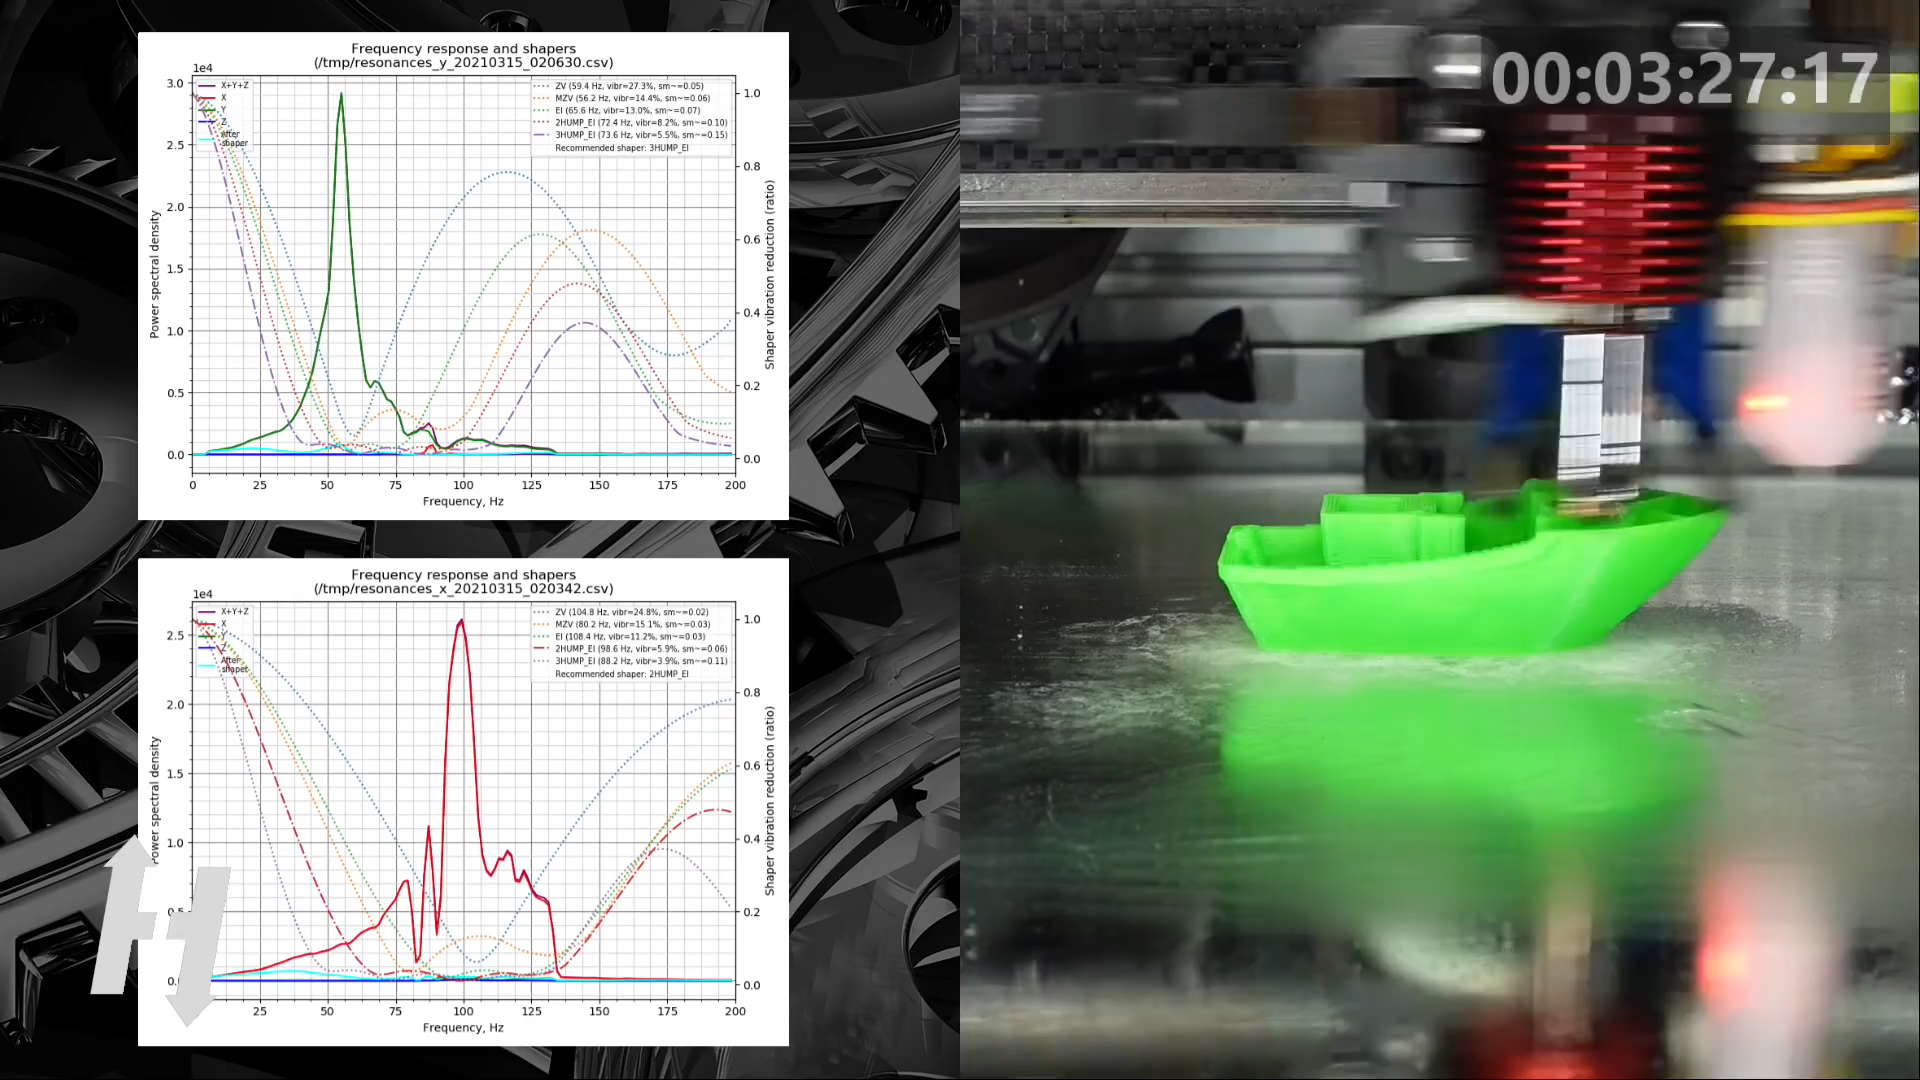 Frequency response and shapers
(/tmp/resonances_y_20210315_020630.csv)
1e4
X+Y+Z
X
Y
Z
After
shaper
ZV (59.4 Hz, vibr=27.3%, sm~=0.05)
MZV (56.2 Hz, vibr=14.4%, sm~=0.06)
EI (65.6 Hz, vibr=13.0%, sm~=0.07)
2HUMP_EI (72.4 Hz, vibr=8.2%, sm~=0.10)
3HUMP_EI (73.6 Hz, vibr=5.5%, sm~=0.15)
Recommended shaper: 3HUMP_EI
3.0
2.5
2.0
1.5
1.0
0.5
0.0
Power spectral density
1.0
0.8
0.6
0.4
0.2
0.0
Shaper vibration reduction (ratio)
0 25 50 75 100 125 150 175 200
Frequency, Hz
Frequency response and shapers
(/tmp/resonances_x_20210315_020342.csv)
1e4
X+Y+Z
X
Y
Z
After
shaper
ZV (104.8 Hz, vibr=24.8%, sm~=0.02)
MZV (80.2 Hz, vibr=15.1%, sm~=0.03)
EI (108.4 Hz, vibr=11.2%, sm~=0.03)
2HUMP_EI (98.6 Hz, vibr=5.9%, sm~=0.06)
3HUMP_EI (88.2 Hz, vibr=3.9%, sm~=0.11)
Recommended shaper: 2HUMP_EI
2.5
2.0
1.5
1.0
0.5
0.
Power spectral density
1.0
0.8
0.6
0.4
0.2
0.0
Shaper vibration reduction (ratio)
25 50 75 100 125 150 175 200
Frequency, Hz
00:03:27:17